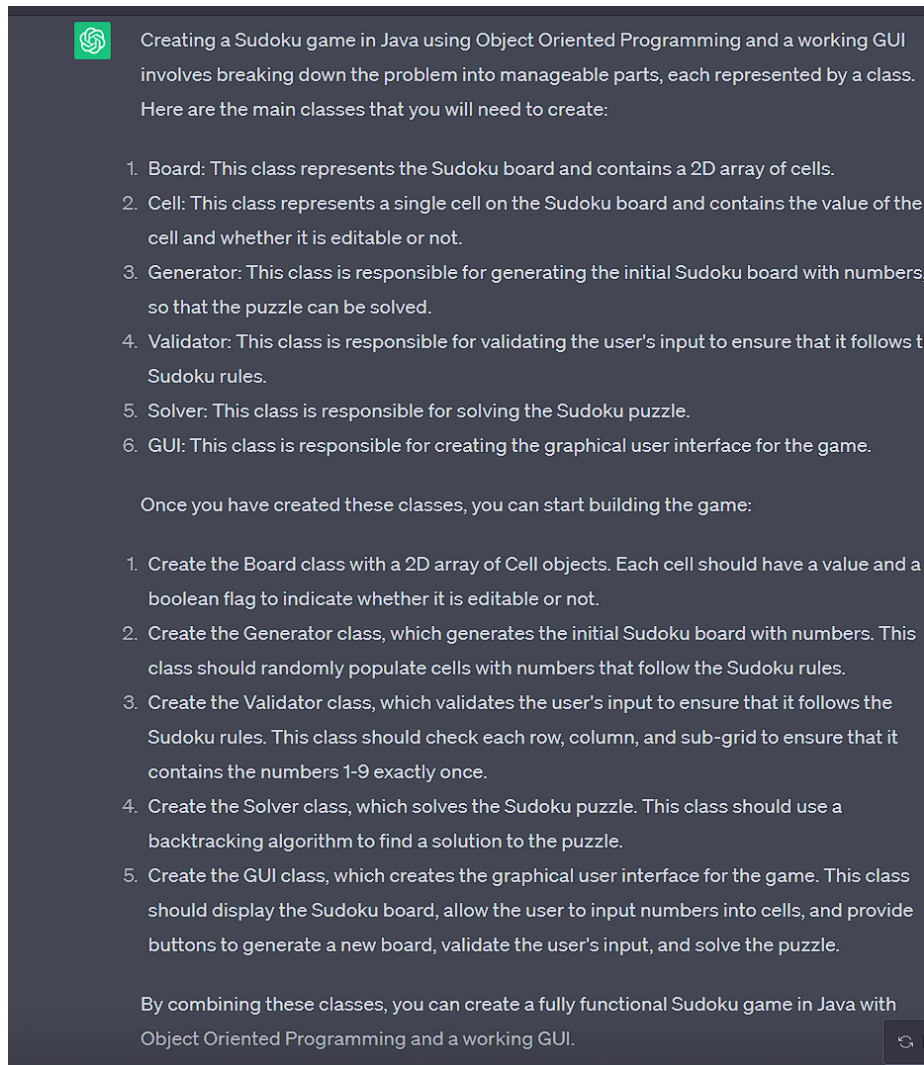 Creating a Sudoku game in Java using Object Oriented Programming and a working GUI
involves breaking down the problem into manageable parts, each represented by a class.
Here are the main classes that you will need to create:
1. Board: This class represents the Sudoku board and contains a 2D array of cells.
2. Cell: This class represents a single cell on the Sudoku board and contains the value of the
cell and whether it is editable or not.
3. Generator: This class is responsible for generating the initial Sudoku board with numbers,
so that the puzzle can be solved.
4. Validator: This class is responsible for validating the user's input to ensure that it follows t
Sudoku rules.
5. Solver: This class is responsible for solving the Sudoku puzzle.
6. GUI: This class is responsible for creating the graphical user interface for the game.
Once you have created these classes, you can start building the game:
1. Create the Board class with a 2D array of Cell objects. Each cell should have a value and a
boolean flag to indicate whether it is editable or not.
2. Create the Generator class, which generates the initial Sudoku board with numbers. This
class should randomly populate cells with numbers that follow the Sudoku rules.
3. Create the Validator class, which validates the user's input to ensure that it follows the
Sudoku rules. This class should check each row, column, and sub-grid to ensure that it
contains the numbers 1-9 exactly once.
4. Create the Solver class, which solves the Sudoku puzzle. This class should use a
backtracking algorithm to find a solution to the puzzle.
5. Create the GUI class, which creates the graphical user interface for the game. This class
should display the Sudoku board, allow the user to input numbers into cells, and provide
buttons to generate a new board, validate the user's input, and solve the puzzle.
By combining these classes, you can create a fully functional Sudoku game in Java with
Object Oriented Programming and a working GUI.